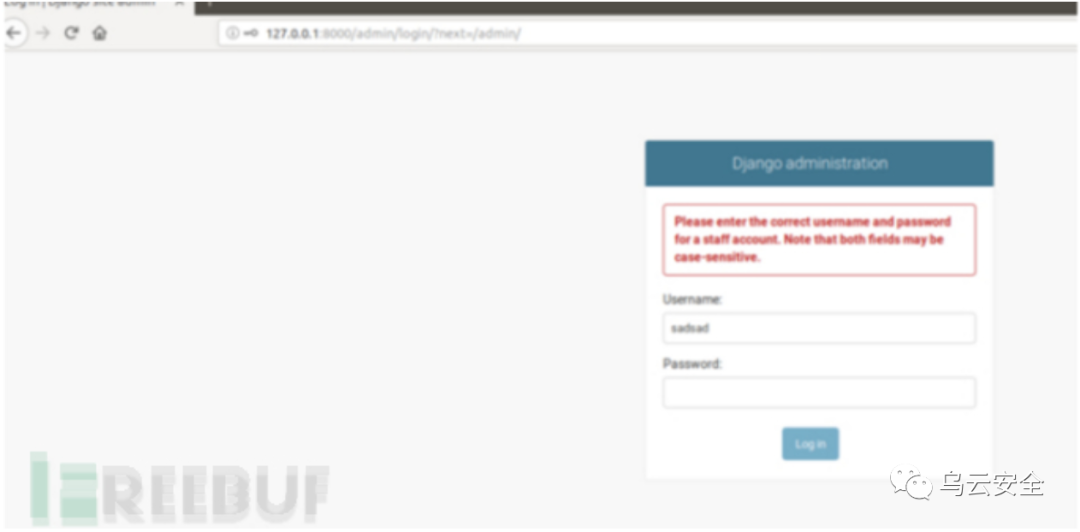 Log in | Django site admin
127.0.0.1:8000/admin/login/?next=/admin/
Django administration
Please enter the correct username and password
for a staff account. Note that both fields may be
case-sensitive.
Username:
sadsad
Password:
Log in
REEBUF
乌云安全